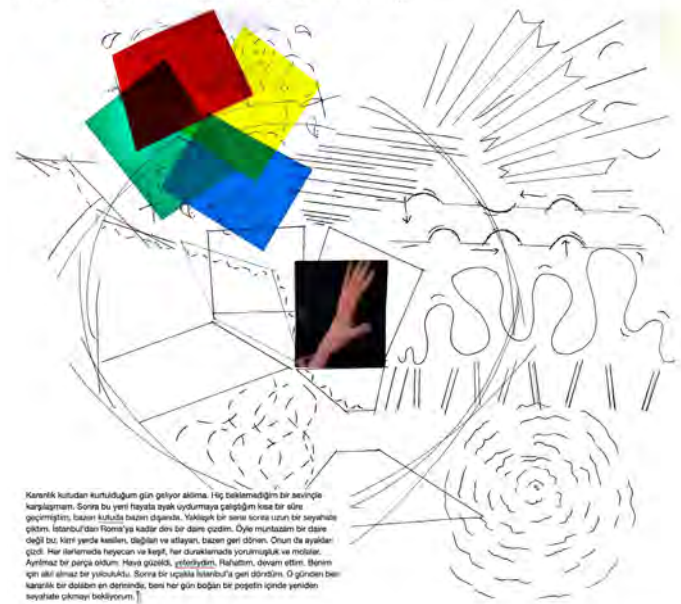 Karanlık kutudan kurtulduğum gün geliyor aklıma. Hiç beklemediğim bir sevinçle
karşılaşmam. Sonra bu yeni hayata ayak uydurmaya çalıştığım kısa bir süre
geçirmiştim, bazen kutuda bazen dışarıda. Yaklaşık bir sene sonra uzun bir seyahate
çıktım. İstanbul'dan Roma'ya kadar dini bir daire çizdim. Öyle muntazam bir daire
değil bu, kimi yerde kesilen, dağılan ve atlayan, bazen geri dönen. Onun da ayakları
çizdi. Her ilerlemede heyecan ve keşif, her duraklamada yorulmuşluk ve molalar.
Ayrılmaz bir parça oldum. Hava güzeldi, yeterliydim. Rahattım, devam ettim. Benim
için akıl almaz bir yolculuktu. Sonra bir uçakla İstanbul'a geri döndüm. O günden beri
karanlık bir dolabın en derininde, beni her gün boğan bir poşetin içinde yeniden
seyahate çıkmayı bekliyorum.